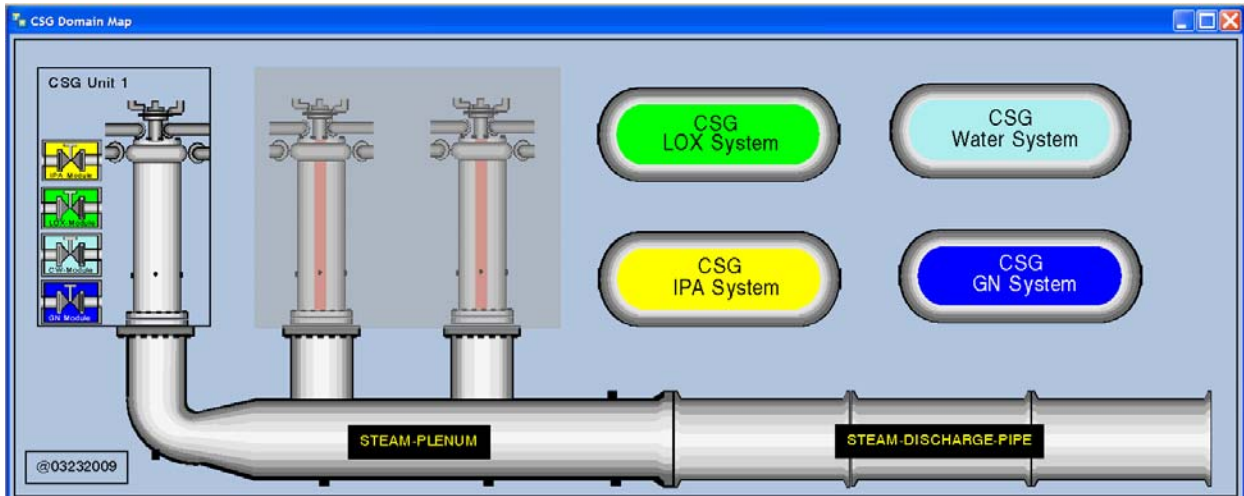 CSG Domain Map
CSG Unit 1
IPA Module
LOX-Module
CW-Module
GN Module
CSG
LOX System
CSG
Water System
CSG
IPA System
CSG
GN System
STEAM-PLENUM
STEAM-DISCHARGE-PIPE
@03232009